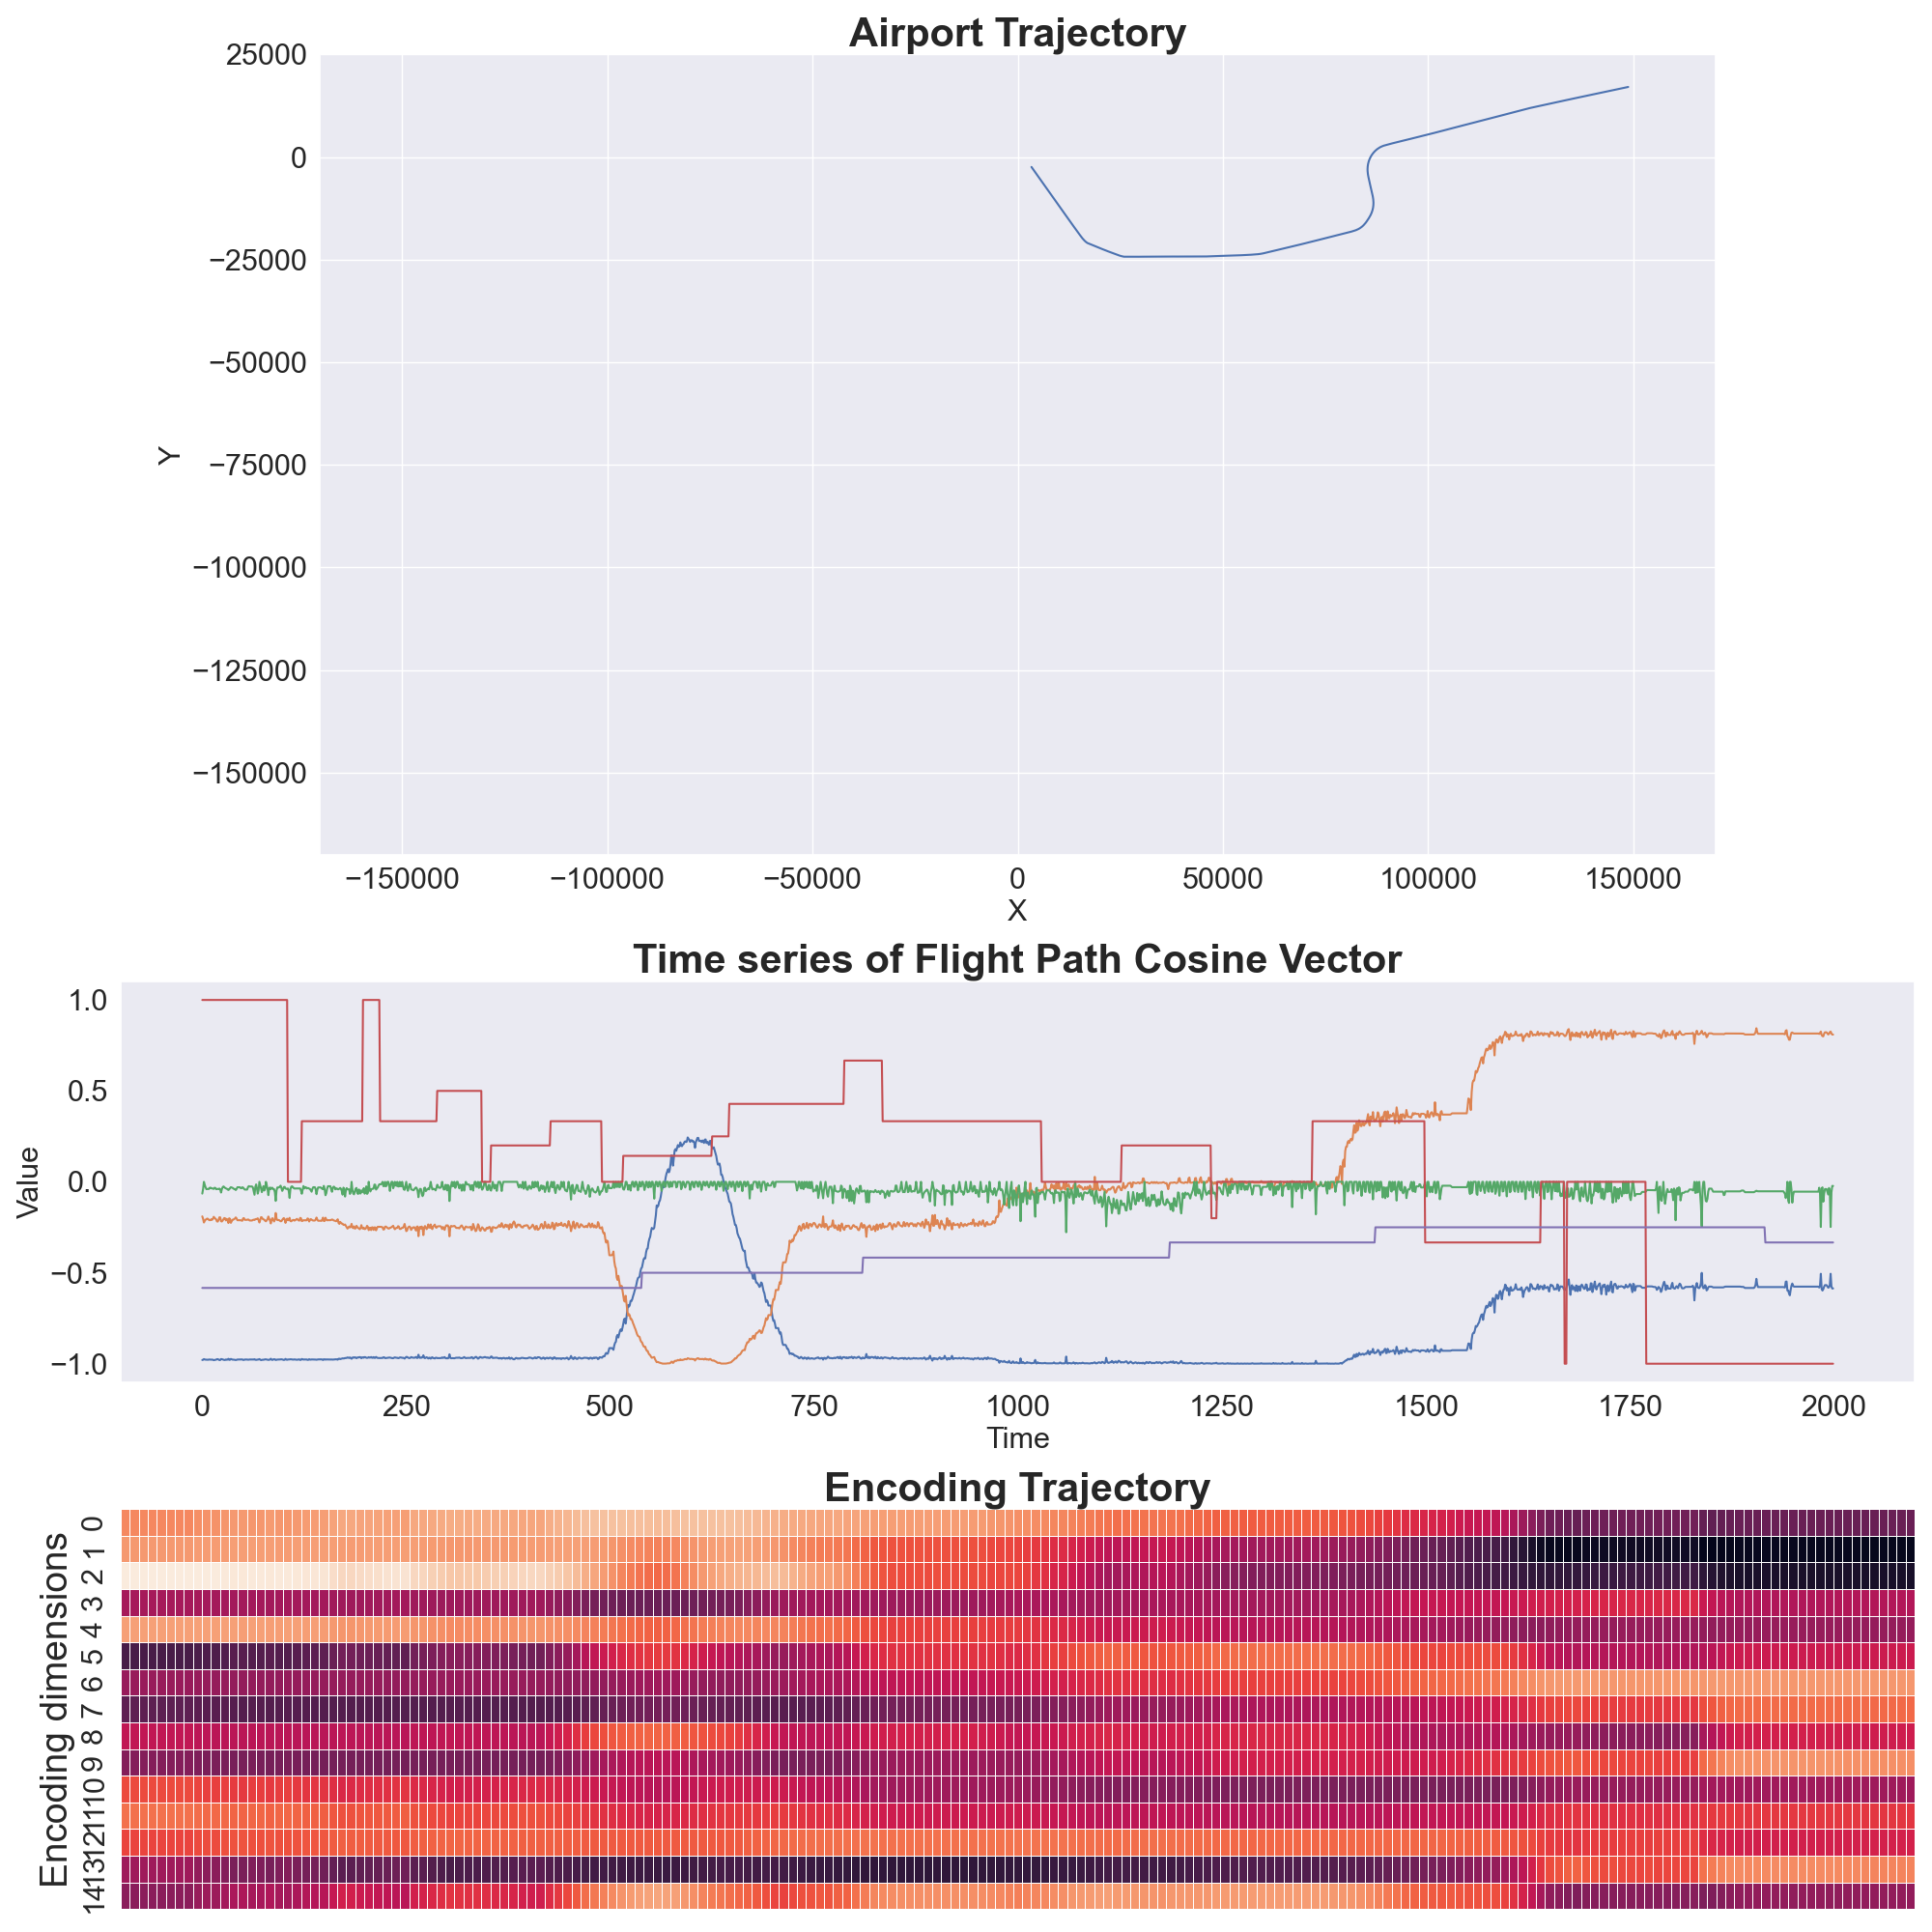 Airport Trajectory
25000
0
−25000
−50000
−75000
−100000
−125000
−150000
Y
−150000 −100000 −50000 0 50000 100000 150000
X
Time series of Flight Path Cosine Vector
1.0
0.5
0.0
−0.5
−1.0
Value
0 250 500 750 1000 1250 1500 1750 2000
Time
Encoding Trajectory
0
1
2
3
4
5
6
7
8
9
10
11
12
13
14
Encoding dimensions